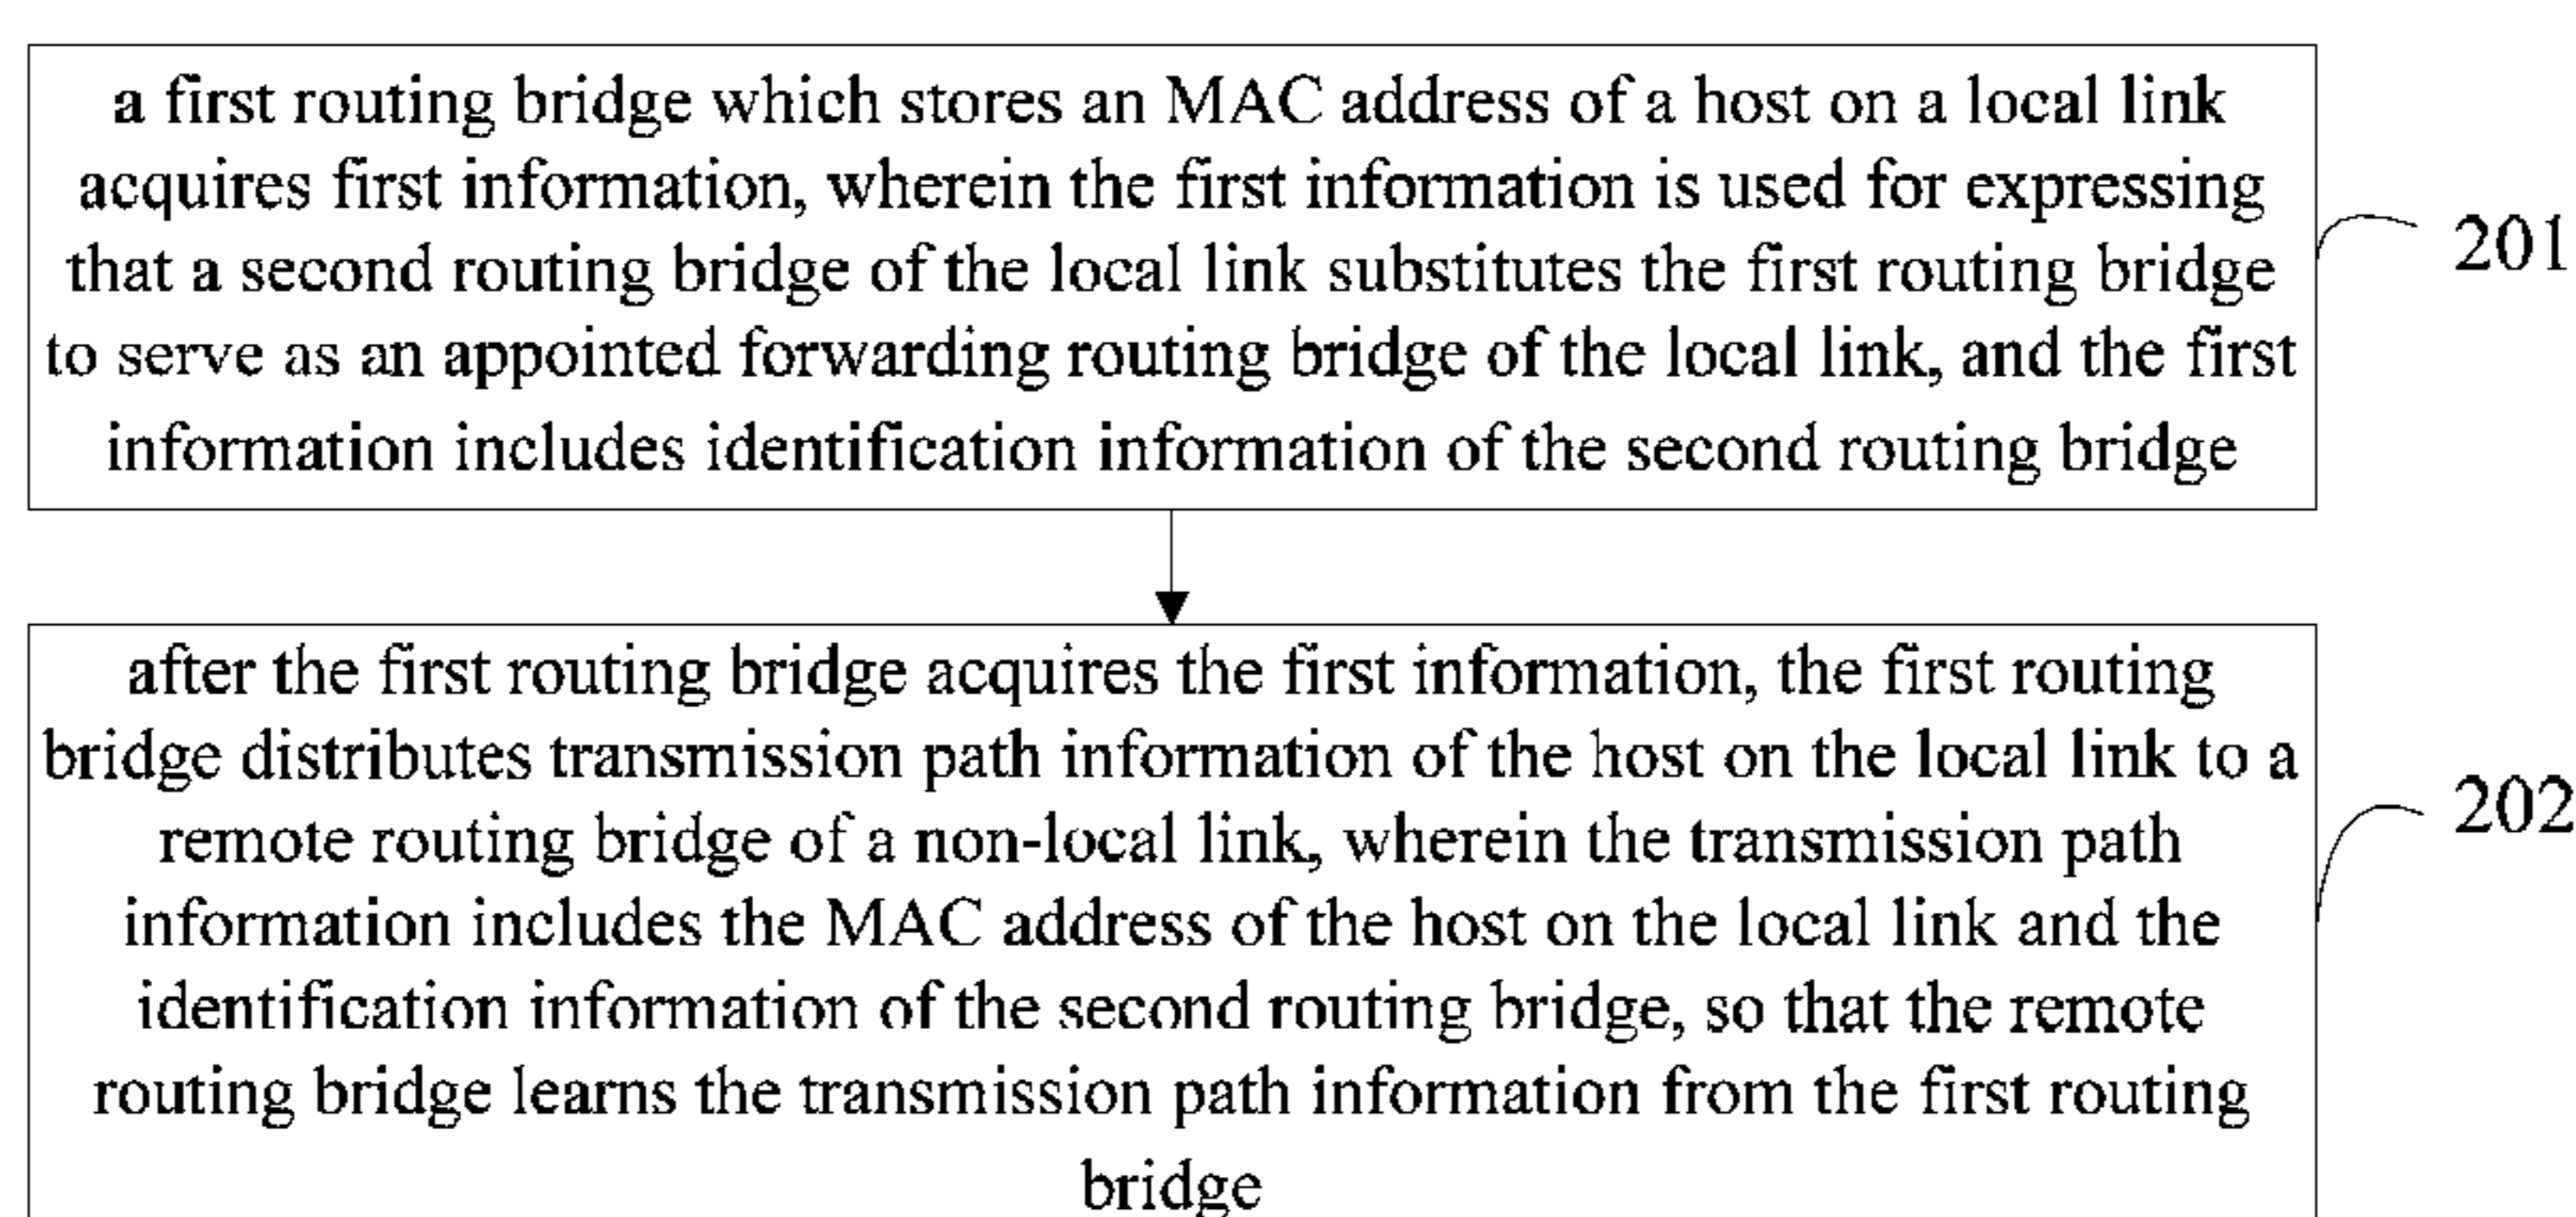 a first routing bridge which stores an MAC address of a host on a local link
acquires first information, wherein the first information is used for expressing
that a second routing bridge of the local link substitutes the first routing bridge
to serve as an appointed forwarding routing bridge of the local link, and the first
information includes identification information of the second routing bridge
201
after the first routing bridge acquires the first information, the first routing
bridge distributes transmission path information of the host on the local link to a
remote routing bridge of a non-local link, wherein the transmission path
information includes the MAC address of the host on the local link and the
identification information of the second routing bridge, so that the remote
routing bridge learns the transmission path information from the first routing
bridge
202